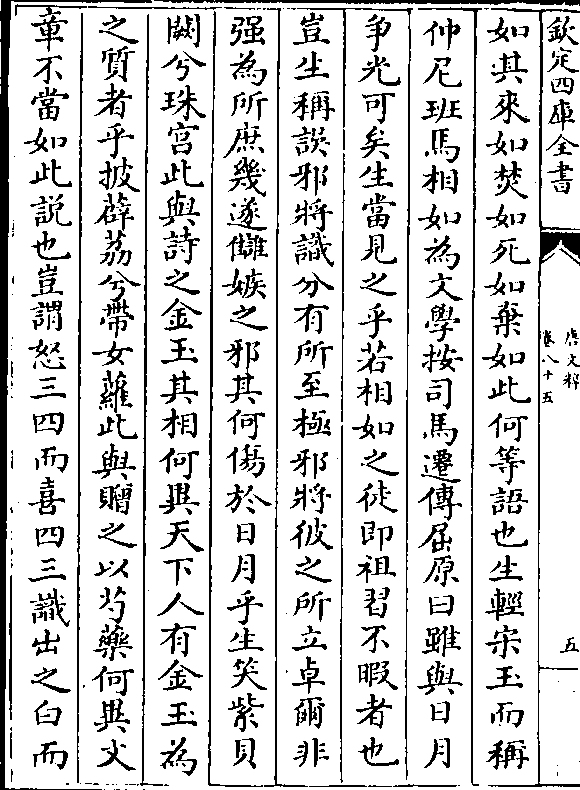 欽定四庫全書
唐文粹
卷八十五
五
如其來如焚如死如棄如此何等語也生輕宋玉而稱
仲尼班馬相如為文學按司馬遷傳屈原曰雖與日月
爭光可矣生當見之乎若相如之徒即祖習不暇者也
豈生稱誤邪將識分有所至極邪將彼之所立卓爾非
强為所庶幾遂讎嫉之邪其何傷於日月乎生笑紫貝
闕兮珠宮此與詩之金玉其相何異天下人有金玉為
之質者乎披薜荔兮帶女蘿此與贈之以芍藥何異文
章不當如此説也豈謂怒三四而喜四三識出之白而